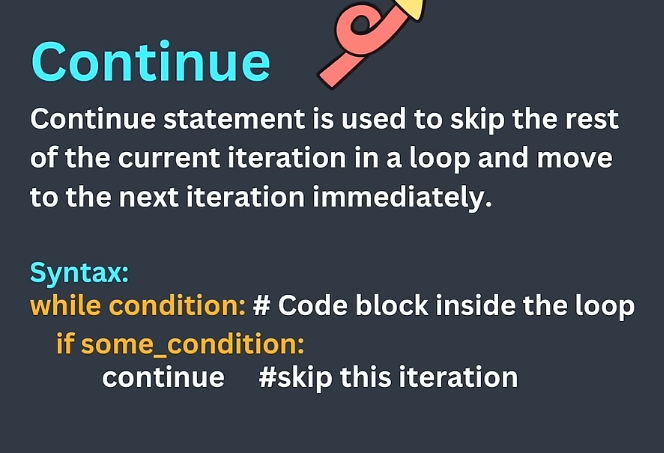 Continue
Continue statement is used to skip the rest
of the current iteration in a loop and move
to the next iteration immediately.
Syntax:
while condition: # Code block inside the loop
if some_condition:
continue #skip this iteration